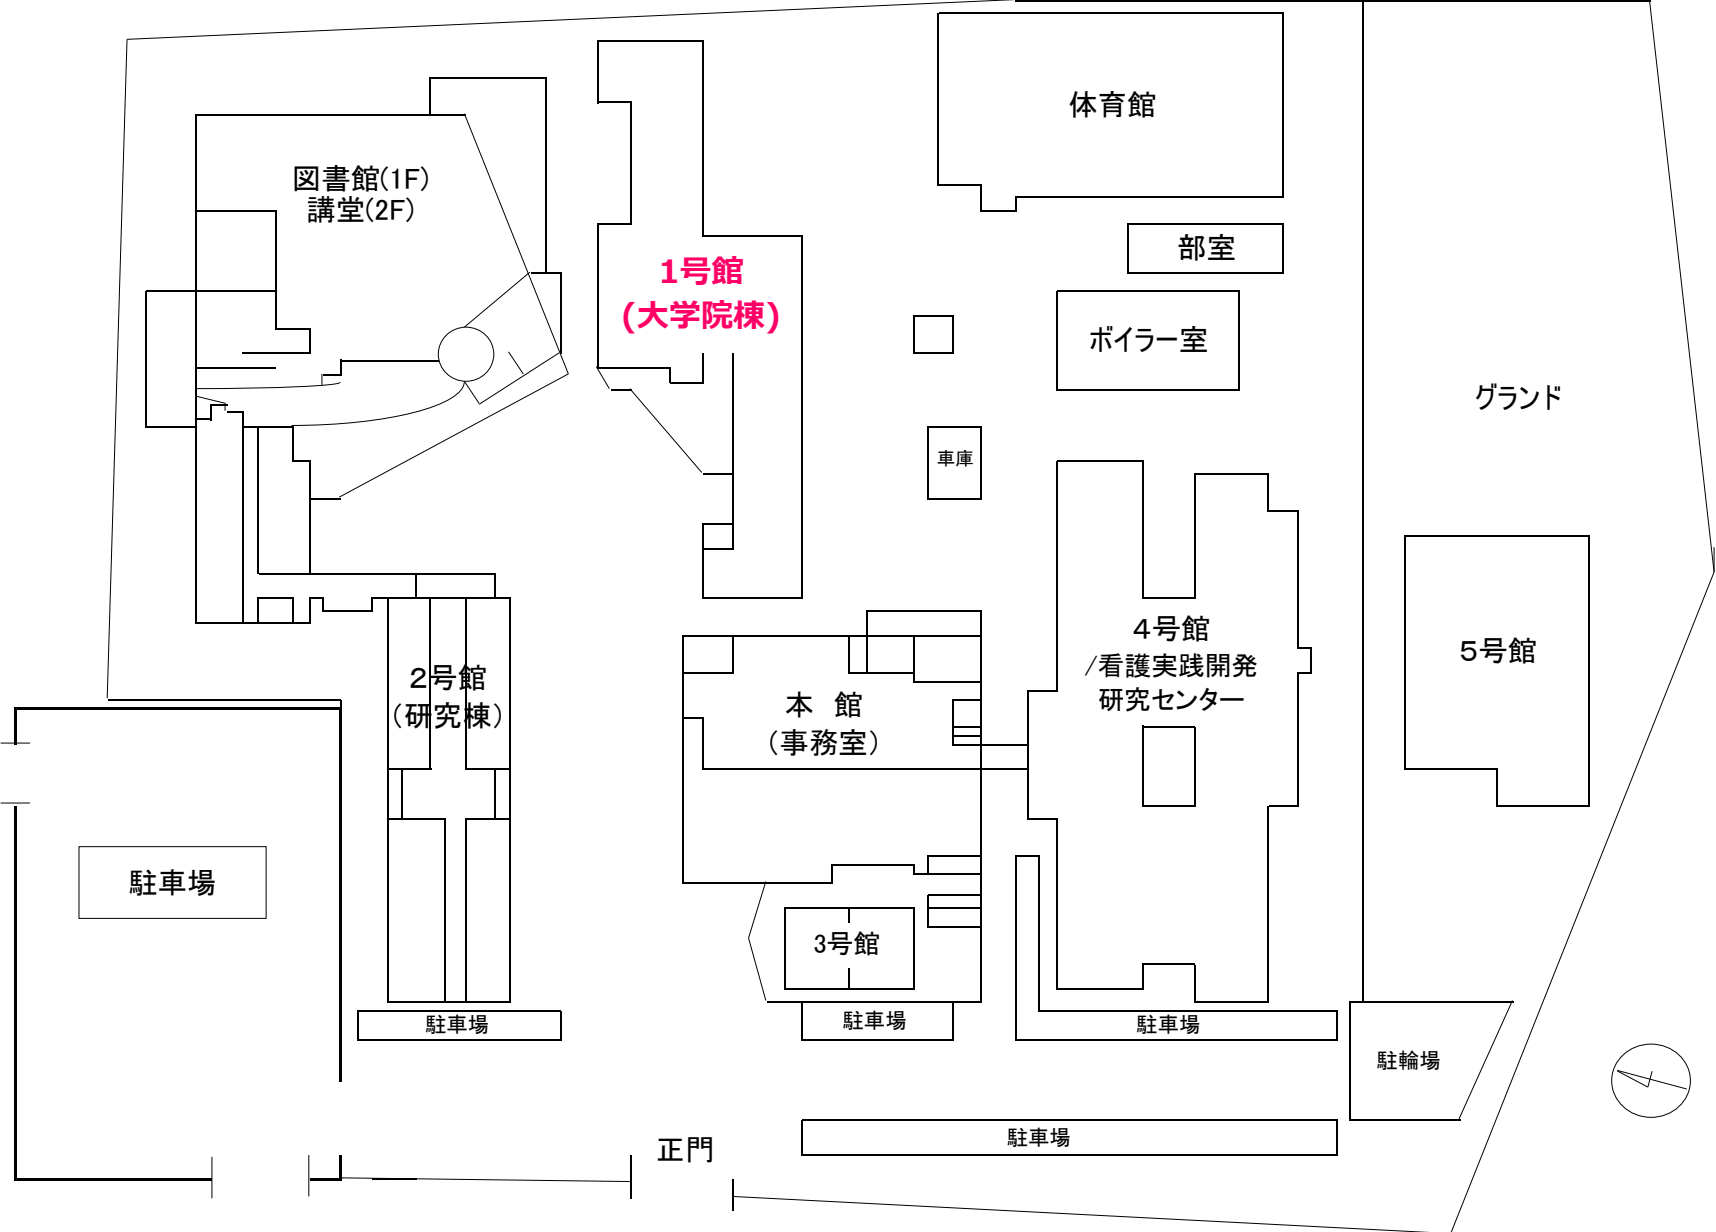 体育館
図書館(1F)
講堂(2F)
部室
1号館
(大学院棟)
ボイラー室
グランド
車庫
4号館
/看護実践開発
研究センター
5号館
2号館
(研究棟)
本 館
(事務室)
駐車場
3号館
駐車場
駐車場
駐車場
駐輪場
駐車場
正門